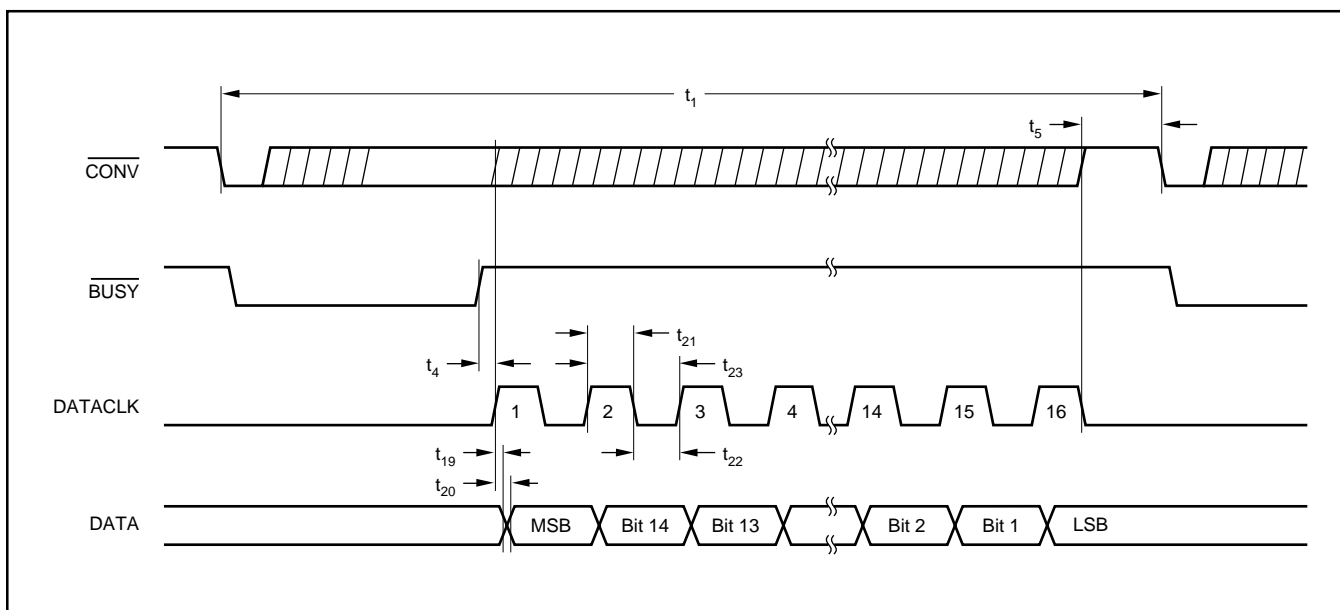 t1
t5
CONV
BUSY
t21
t4
t23
DATACLK
1 2 3 4 14 15 16
t19
t22
t20
DATA
MSB Bit 14 Bit 13 Bit 2 Bit 1 LSB